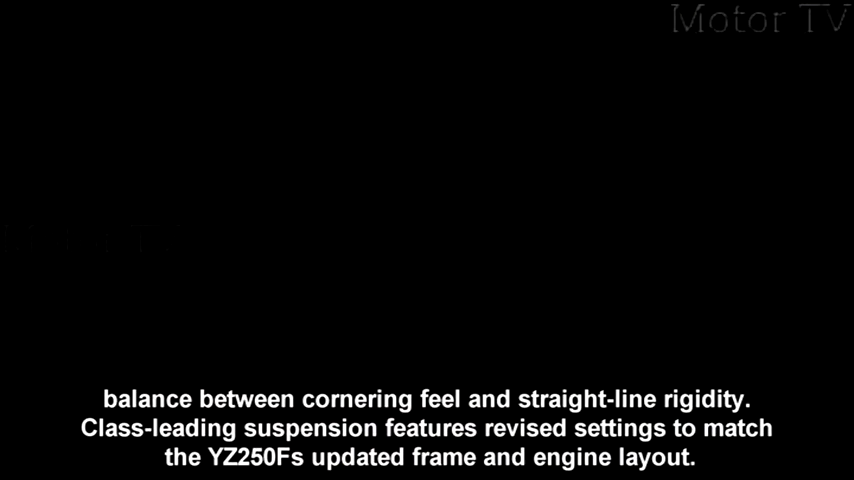 Motor TV
balance between cornering feel and straight-line rigidity.
Class-leading suspension features revised settings to match
the YZ250Fs updated frame and engine layout.